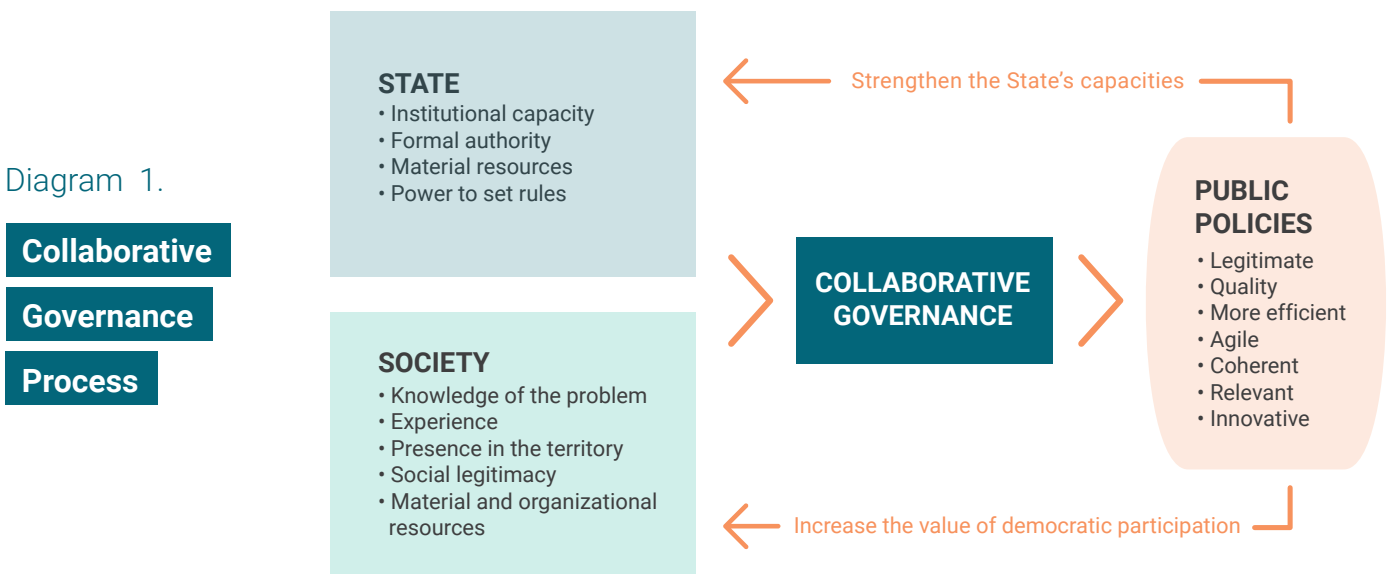 Diagram 1.
Collaborative
Governance
Process
STATE
• Institutional capacity
• Formal authority
• Material resources
• Power to set rules
SOCIETY
• Knowledge of the problem
• Experience
• Presence in the territory
• Social legitimacy
• Material and organizational
resources
COLLABORATIVE
GOVERNANCE
Strengthen the State's capacities
PUBLIC
POLICIES
• Legitimate
• Quality
• More efficient
• Agile
• Coherent
• Relevant
• Innovative
Increase the value of democratic participation